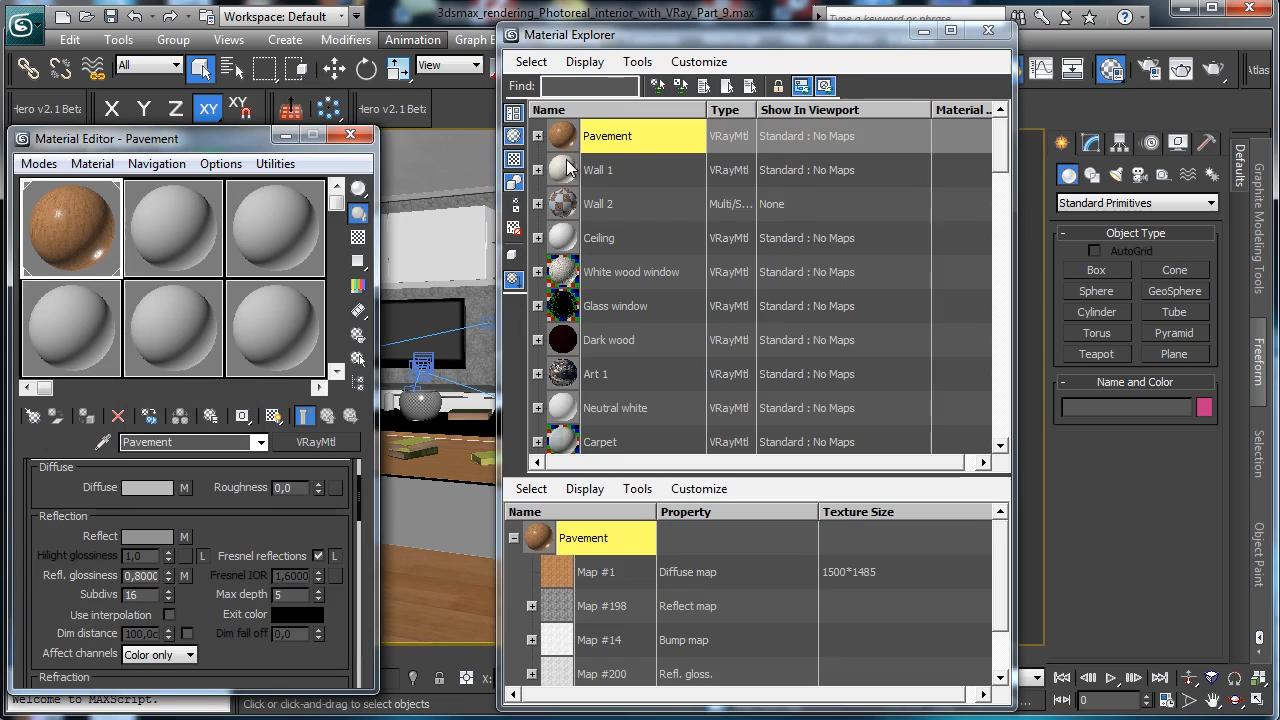 Workspace: Default
3dsmax_rendering_Photoreal_interior_with_VRay_Part_9.max
Type a keyword or phrase
Edit Tools Group Views Create Modifiers Animation Graph E
All
View
Atlas
Hero v2.1 Beta
X Y Z XY
Hero v2.1 Beta
Material Explorer
Select Display Tools Customize
Find:
Name Type Show In Viewport Material ..
Pavement VRayMtl Standard : No Maps
Wall 1 VRayMtl Standard : No Maps
Wall 2 Multi/S... None
Ceiling VRayMtl Standard : No Maps
White wood window VRayMtl Standard : No Maps
Glass window VRayMtl Standard : No Maps
Dark wood VRayMtl Standard : No Maps
Art 1 VRayMtl Standard : No Maps
Neutral white VRayMtl Standard : No Maps
Carpet VRayMtl Standard : No Maps
Select Display Tools Customize
Name Property Texture Size
Pavement
Map #1 Diffuse map 1500*1485
Map #198 Reflect map
Map #14 Bump map
Map #200 Refl. gloss.
Material Editor - Pavement
Modes Material Navigation Options Utilities
Pavement VRayMtl
Diffuse
Diffuse M Roughness 0,0
Reflection
Reflect M
Hilight glossiness 1,0 L Fresnel reflections L
Refl. glossiness 0,8000 M Fresnel IOR 1,6000
Subdivs 16 Max depth 5
Use interpolation Exit color
Dim distance 100,0c Dim fall off 0,0
Affect channels Color only
Refraction
Welcome to MAXScript.
Click or click-and-drag to select objects
X:
0
Standard Primitives
Object Type
AutoGrid
Box Cone
Sphere GeoSphere
Cylinder Tube
Torus Pyramid
Teapot Plane
Name and Color
Defaults
Graphite Modeling Tools
Freeform
Selection
Object Paint